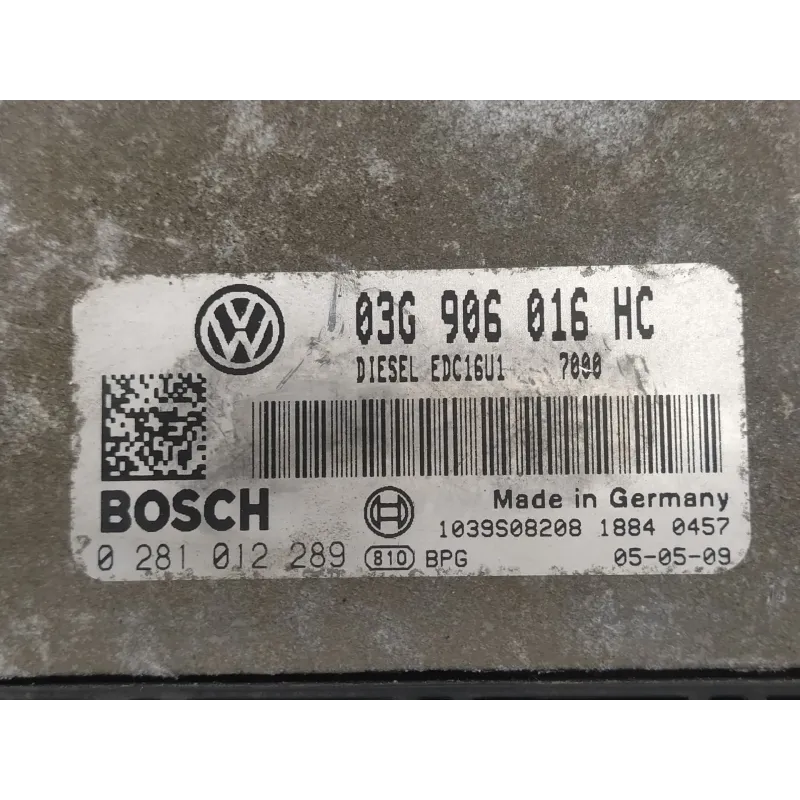 VW
03G 906 016 HC
DIESEL EDC16U1 7090
BOSCH
Made in Germany
1039S08208 1884 0457
0 281 012 289 810 BPG 05-05-09